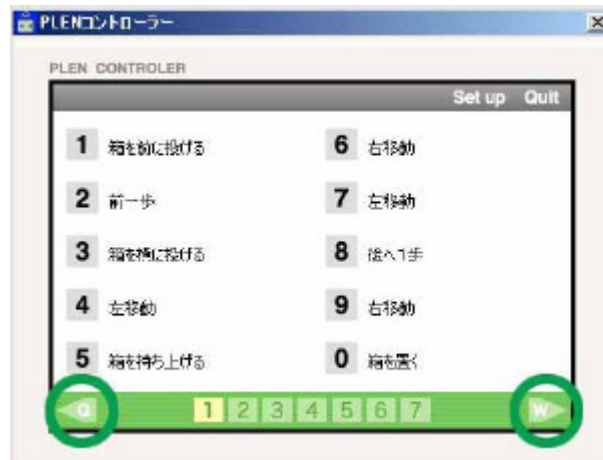 PLENコントローラー
PLEN CONTROLER
Set up Quit
1 箱を前に投げる
2 前一歩
3 箱を横に投げる
4 左移動
5 箱を持ち上げる
6 右移動
7 左移動
8 後へ1歩
9 右移動
0 箱を置く
Q 1 2 3 4 5 6 7 W